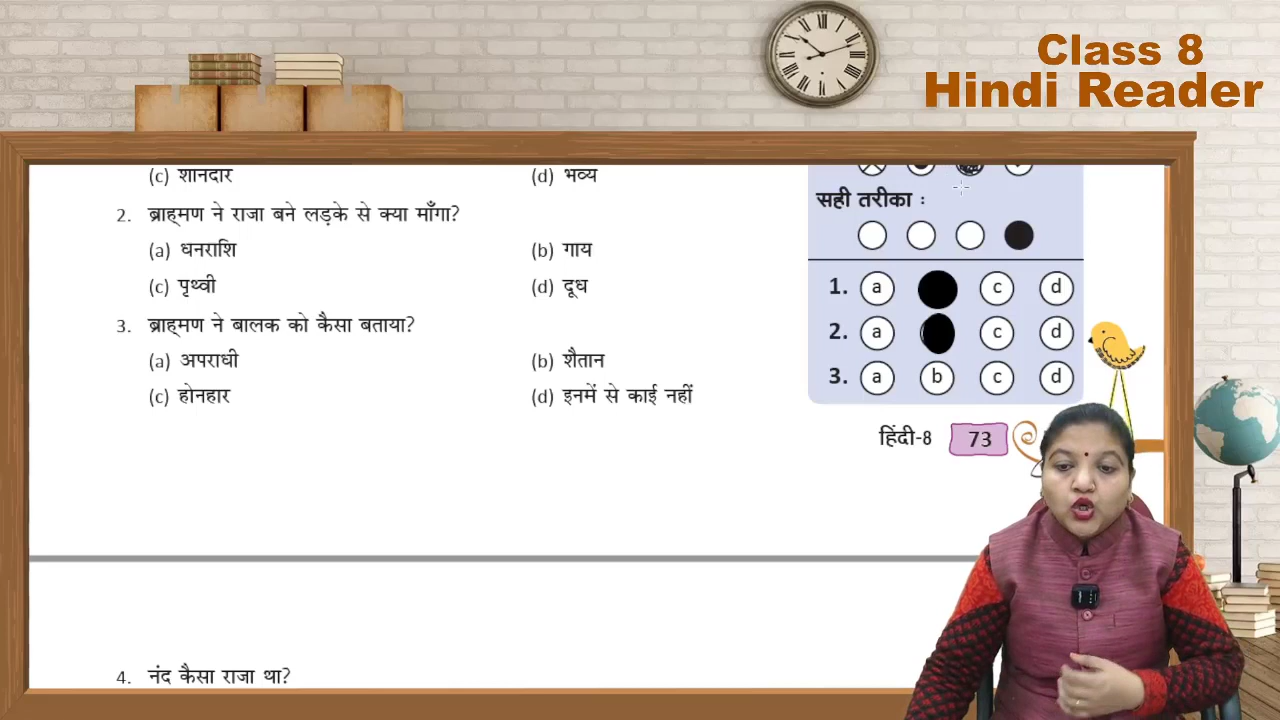 Class 8
Hindi Reader
(c) शानदार (d) भव्य
2. ब्राह्मण ने राजा बने लड़के से क्या माँगा?
(a) धनराशि (b) गाय
(c) पृथ्वी (d) दूध
3. ब्राह्मण ने बालक को कैसा बताया?
(a) अपराधी (b) शैतान
(c) होनहार (d) इनमें से काई नहीं
सही तरीका :
1. a c d
2. a c d
3. a b c d
हिंदी-8 73
4. नंद कैसा राजा था?